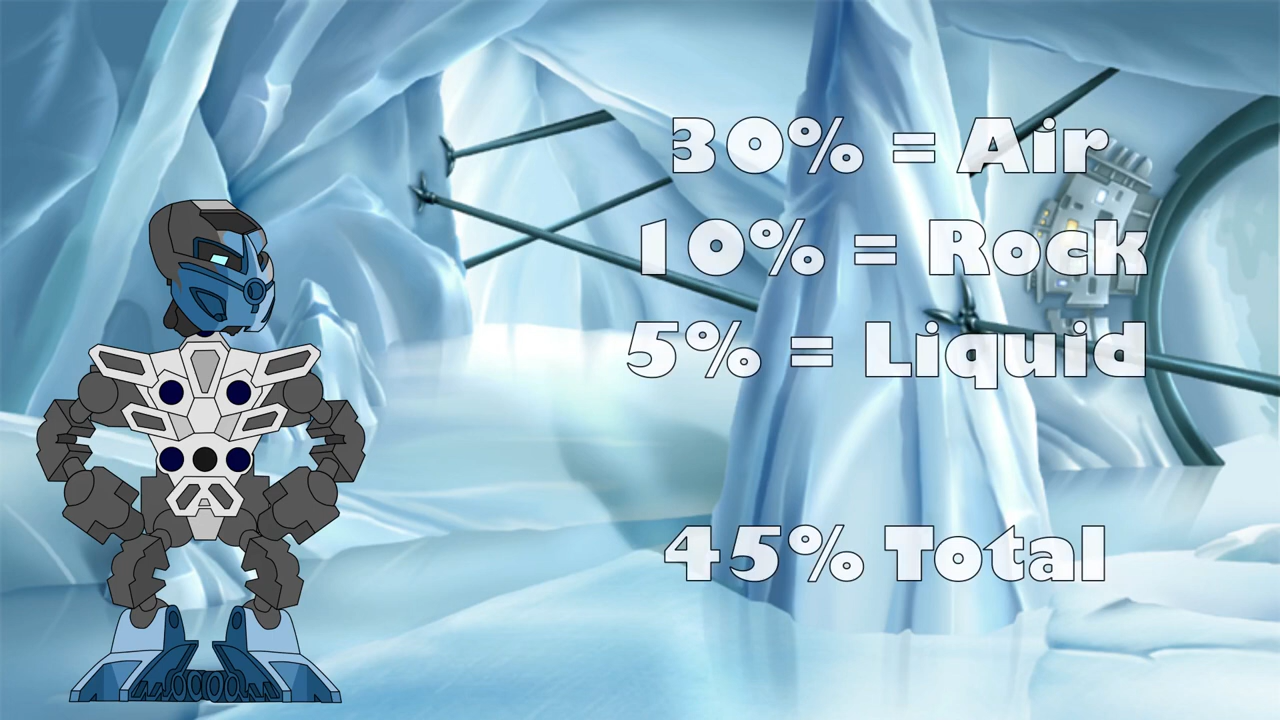 30% = Air
10% = Rock
5% = Liquid
45% Total